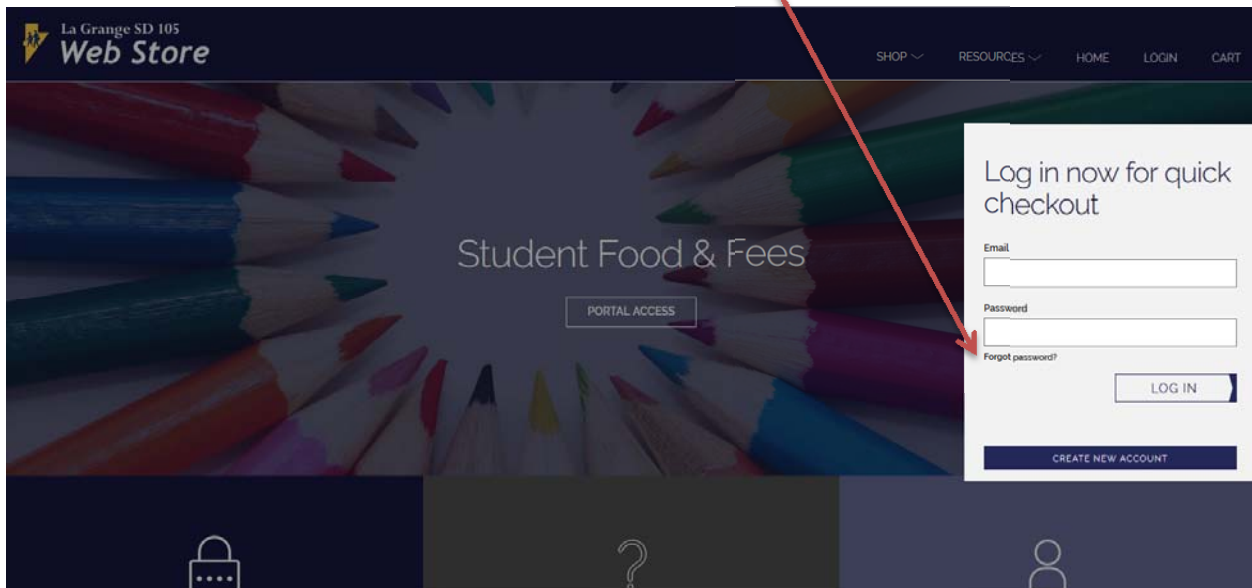 La Grange SD 105
Web Store
SHOP RESOURCES HOME LOGIN CART
Student Food & Fees
PORTAL ACCESS
Log in now for quick
checkout
Email
Password
Forgot password?
LOG IN
CREATE NEW ACCOUNT